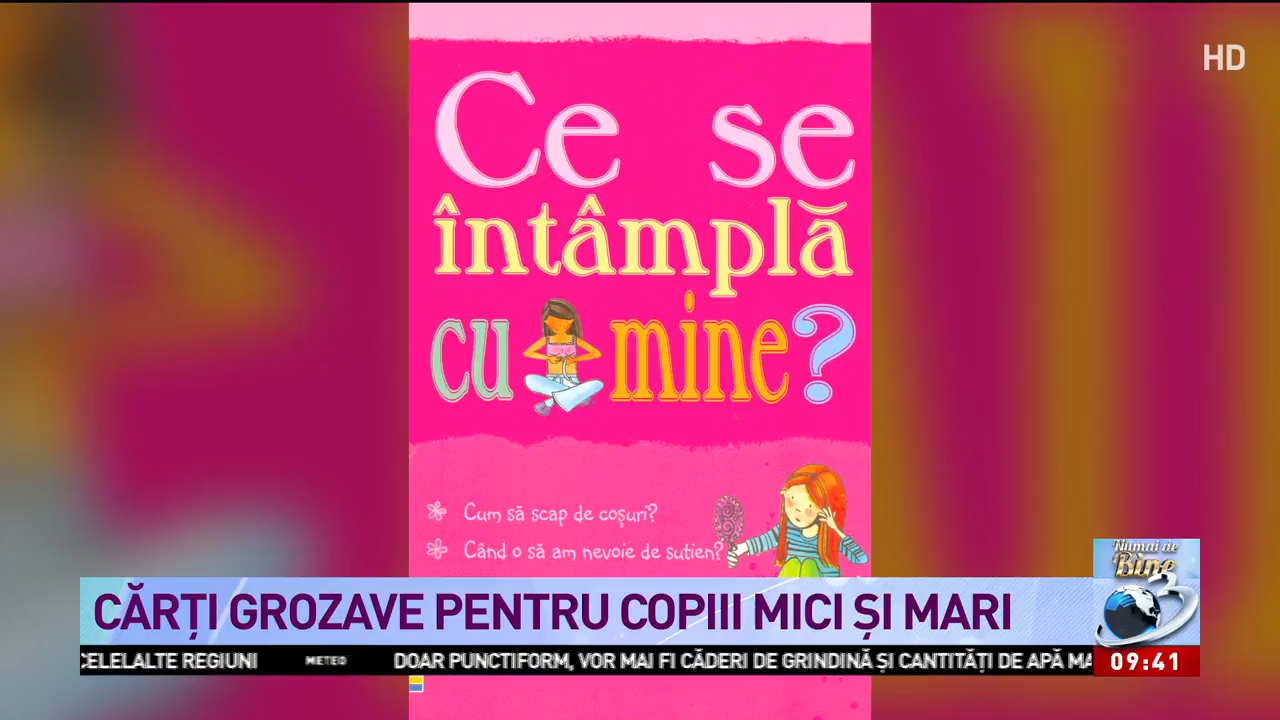 HD
Ce se
întâmplă
cu mine?
Cum să scap de coşuri?
Când o să am nevoie de sutien?
Numai de
Bine
3
CĂRȚI GROZAVE PENTRU COPIII MICI ȘI MARI
CELELALTE REGIUNI METEO DOAR PUNCTIFORM, VOR MAI FI CĂDERI DE GRINDINĂ ȘI CANTITĂȚI DE APĂ MA
09:41